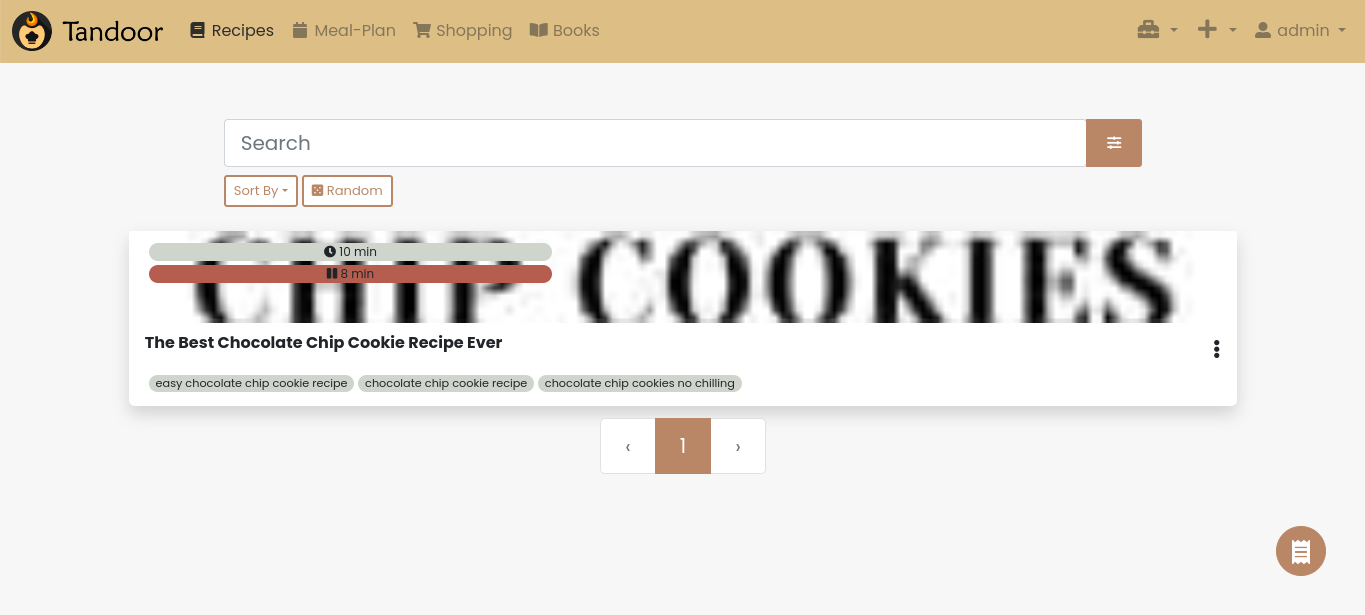 Tandoor Recipes Meal-Plan Shopping Books admin
Search
Sort By Random
CHIP COOKIES
10 min
8 min
The Best Chocolate Chip Cookie Recipe Ever
easy chocolate chip cookie recipe chocolate chip cookie recipe chocolate chip cookies no chilling
‹ 1 ›